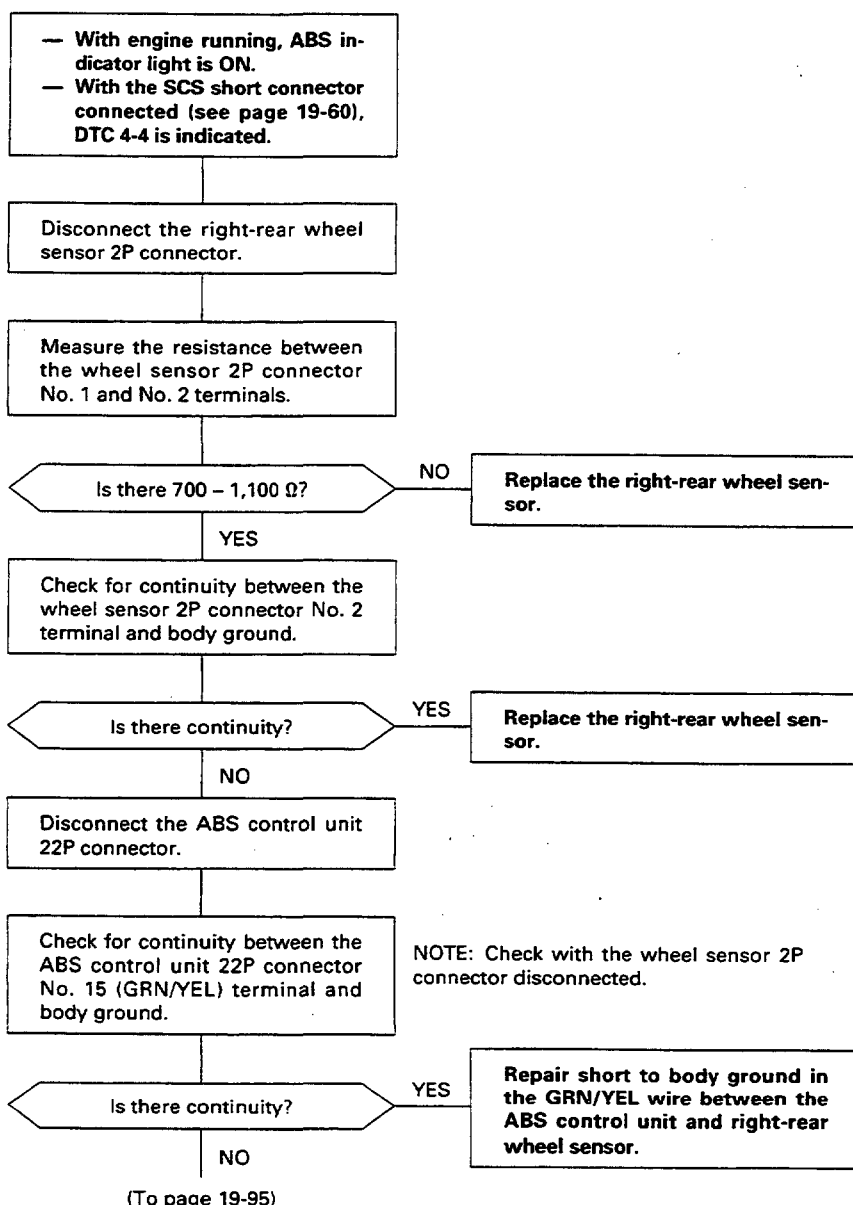 — With engine running, ABS in-
dicator light is ON.
— With the SCS short connector
connected (see page 19-60),
DTC 4-4 is indicated.
Disconnect the right-rear wheel
sensor 2P connector.
Measure the resistance between
the wheel sensor 2P connector
No. 1 and No. 2 terminals.
Is there 700 – 1,100 Ω?
NO
Replace the right-rear wheel sen-
sor.
YES
Check for continuity between the
wheel sensor 2P connector No. 2
terminal and body ground.
Is there continuity?
YES
Replace the right-rear wheel sen-
sor.
NO
Disconnect the ABS control unit
22P connector.
Check for continuity between the
ABS control unit 22P connector
No. 15 (GRN/YEL) terminal and
body ground.
NOTE: Check with the wheel sensor 2P
connector disconnected.
Is there continuity?
YES
Repair short to body ground in
the GRN/YEL wire between the
ABS control unit and right-rear
wheel sensor.
NO
(To page 19-95)